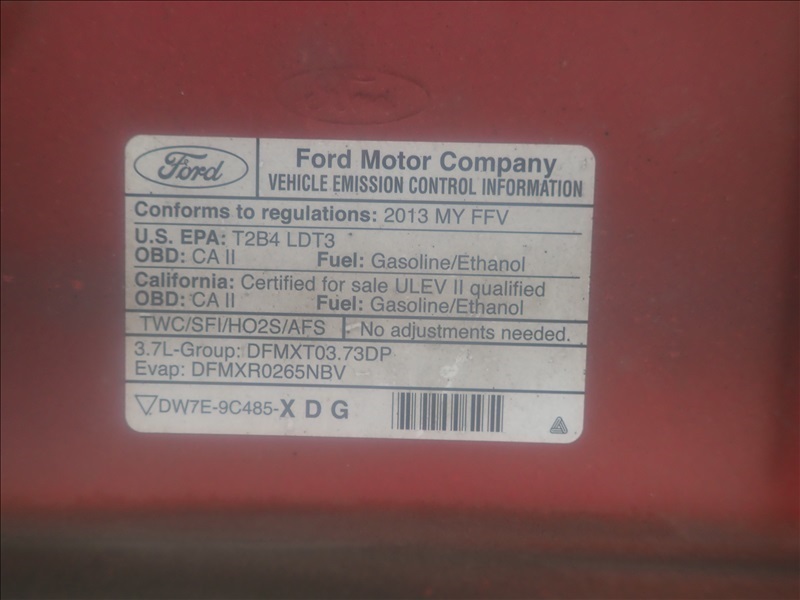 Ford
Ford Motor Company
VEHICLE EMISSION CONTROL INFORMATION
Conforms to regulations: 2013 MY FFV
U.S. EPA: T2B4 LDT3
OBD: CA II Fuel: Gasoline/Ethanol
California: Certified for sale ULEV II qualified
OBD: CA II Fuel: Gasoline/Ethanol
TWC/SFI/HO2S/AFS No adjustments needed.
3.7L-Group: DFMXT03.73DP
Evap: DFMXR0265NBV
DW7E-9C485-X D G